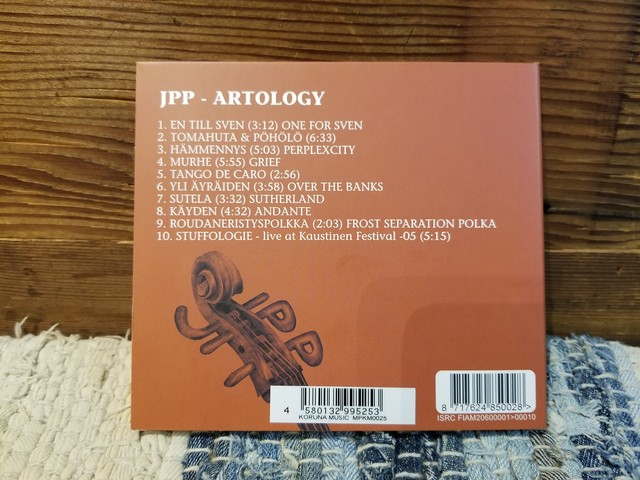 JPP - ARTOLOGY
1. EN TILL SVEN (3:12) ONE FOR SVEN
2. TOMAHUTA & PÖHÖLÖ (6:33)
3. HÄMMENNYS (5:03) PERPLEXCITY
4. MURHE (5:55) GRIEF
5. TANGO DE CARO (2:56)
6. YLI ÄYRÄIDEN (3:58) OVER THE BANKS
7. SUTELA (3:32) SUTHERLAND
8. KÄYDEN (4:32) ANDANTE
9. ROUDANERISTYSPOLKKA (2:03) FROST SEPARATION POLKA
10. STUFFOLOGIE - live at Kaustinen Festival -05 (5:15)
JPP
4 580132 995253
KORUNA MUSIC MPKM0025
8 717624 850028>
ISRC FIAM20600001>00010